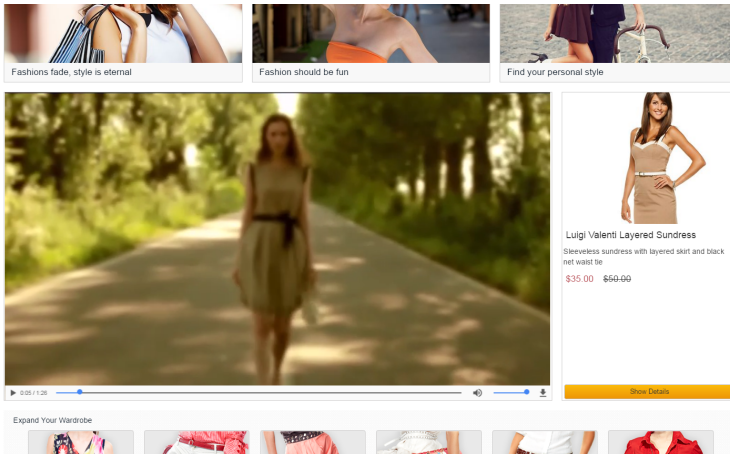 Fashions fade, style is eternal
Fashion should be fun
Find your personal style
Luigi Valenti Layered Sundress
Sleeveless sundress with layered skirt and black
net waist tie
$35.00 $50.00
0:05 / 1:26
Show Details
Expand Your Wardrobe